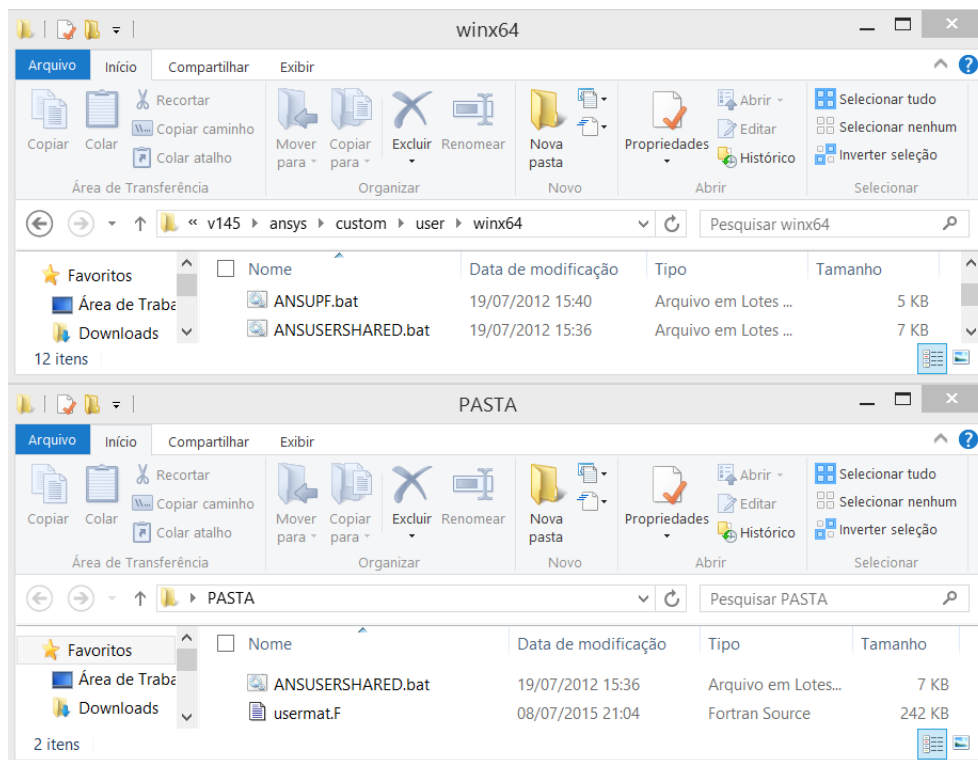 winx64
Arquivo Início Compartilhar Exibir
Copiar Colar Recortar Copiar caminho Colar atalho Mover para Copiar para Excluir Renomear Nova pasta Propriedades Abrir Editar Histórico Selecionar tudo Selecionar nenhum Inverter seleção
Área de Transferência Organizar Novo Abrir Selecionar
« v145 ansys custom user winx64 Pesquisar winx64
Favoritos Nome Data de modificação Tipo Tamanho
Área de Traba ANSUPF.bat 19/07/2012 15:40 Arquivo em Lotes ... 5 KB
Downloads ANSUSERSHARED.bat 19/07/2012 15:36 Arquivo em Lotes ... 7 KB
12 itens
PASTA
Arquivo Início Compartilhar Exibir
Copiar Colar Recortar Copiar caminho Colar atalho Mover para Copiar para Excluir Renomear Nova pasta Propriedades Abrir Editar Histórico Selecionar tudo Selecionar nenhum Inverter seleção
Área de Transferência Organizar Novo Abrir Selecionar
PASTA Pesquisar PASTA
Favoritos Nome Data de modificação Tipo Tamanho
Área de Traba ANSUSERSHARED.bat 19/07/2012 15:36 Arquivo em Lotes... 7 KB
Downloads usermat.F 08/07/2015 21:04 Fortran Source 242 KB
2 itens